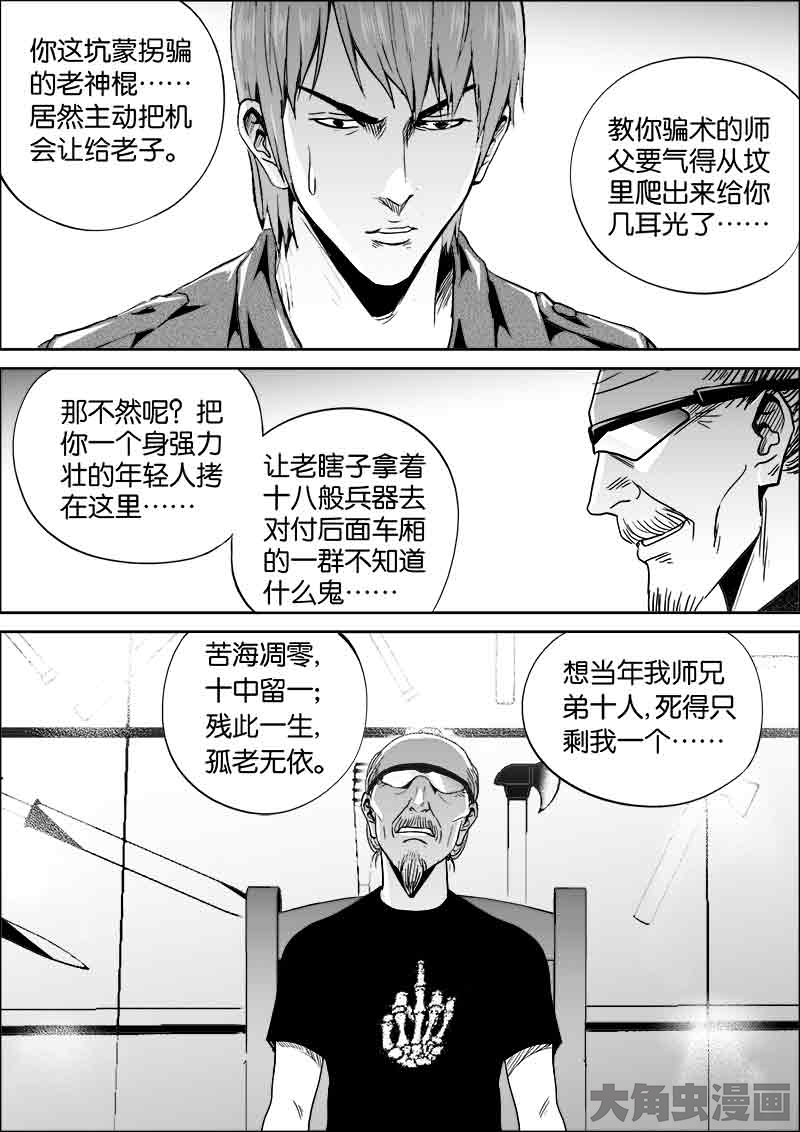 你这坑蒙拐骗
的老神棍……
居然主动把机
会让给老子。
教你骗术的师
父要气得从坟
里爬出来给你
几耳光了……
那不然呢？把
你一个身强力
壮的年轻人拷
在这里……
让老瞎子拿着
十八般兵器去
对付后面车厢
的一群不知道
什么鬼……
苦海凋零，
十中留一；
残此一生，
孤老无依。
想当年我师兄
弟十人，死得只
剩我一个……
大角虫漫画